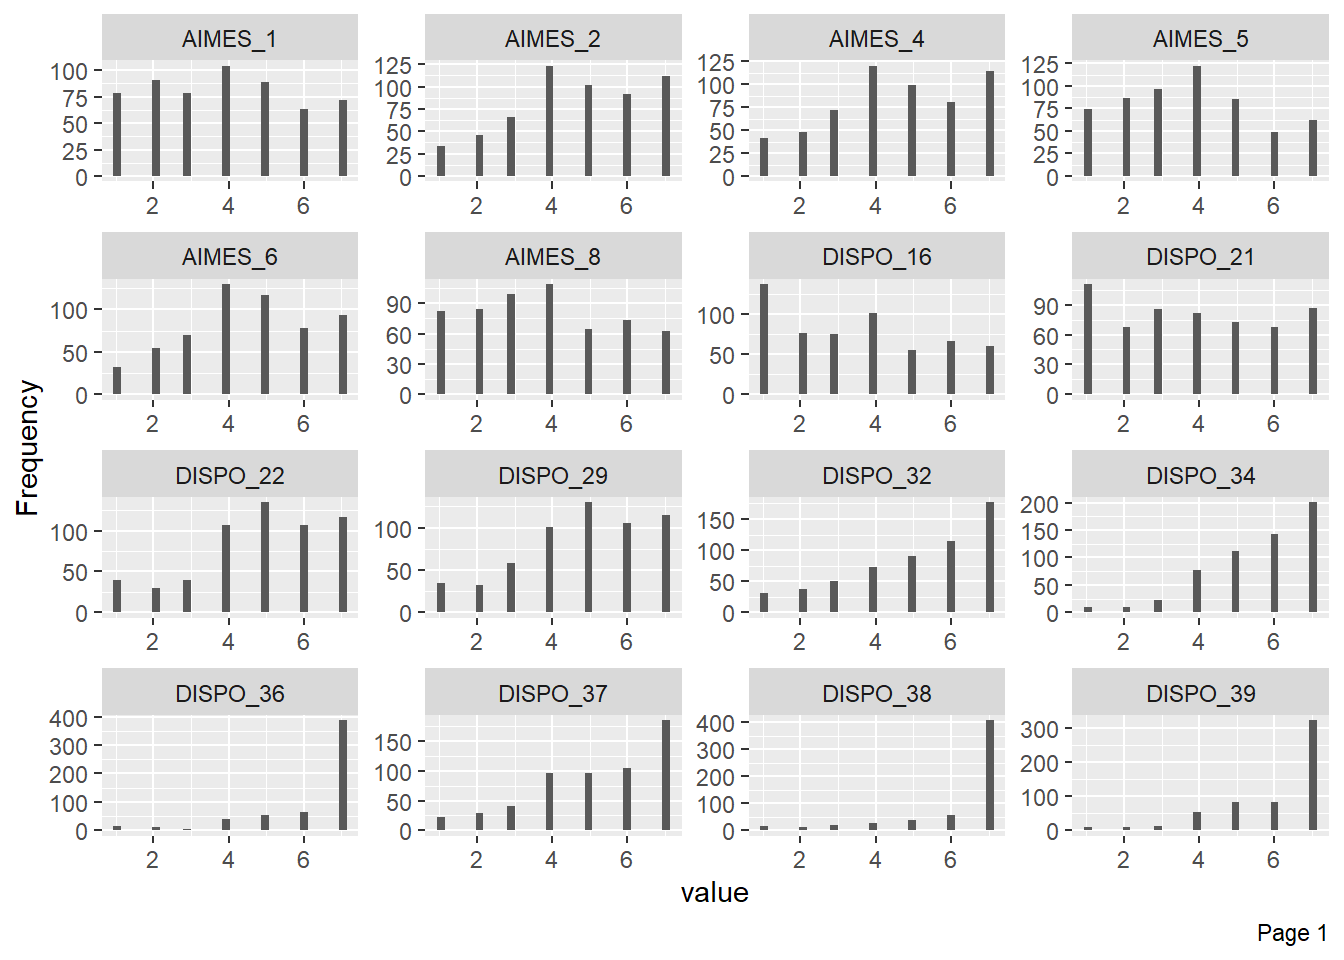 AIMES_1 AIMES_2 AIMES_4 AIMES_5
100 75 50 25 0
125 100 75 50 25 0
125 100 75 50 25 0
125 100 75 50 25 0
2 4 6 2 4 6 2 4 6 2 4 6
AIMES_6 AIMES_8 DISPO_16 DISPO_21
100 50 0
90 60 30 0
100 50 0
90 60 30 0
2 4 6 2 4 6 2 4 6 2 4 6
Frequency
DISPO_22 DISPO_29 DISPO_32 DISPO_34
100 50 0
100 50 0
150 100 50 0
200 150 100 50 0
2 4 6 2 4 6 2 4 6 2 4 6
DISPO_36 DISPO_37 DISPO_38 DISPO_39
400 300 200 100 0
150 100 50 0
400 300 200 100 0
300 200 100 0
2 4 6 2 4 6 2 4 6 2 4 6
value
Page 1